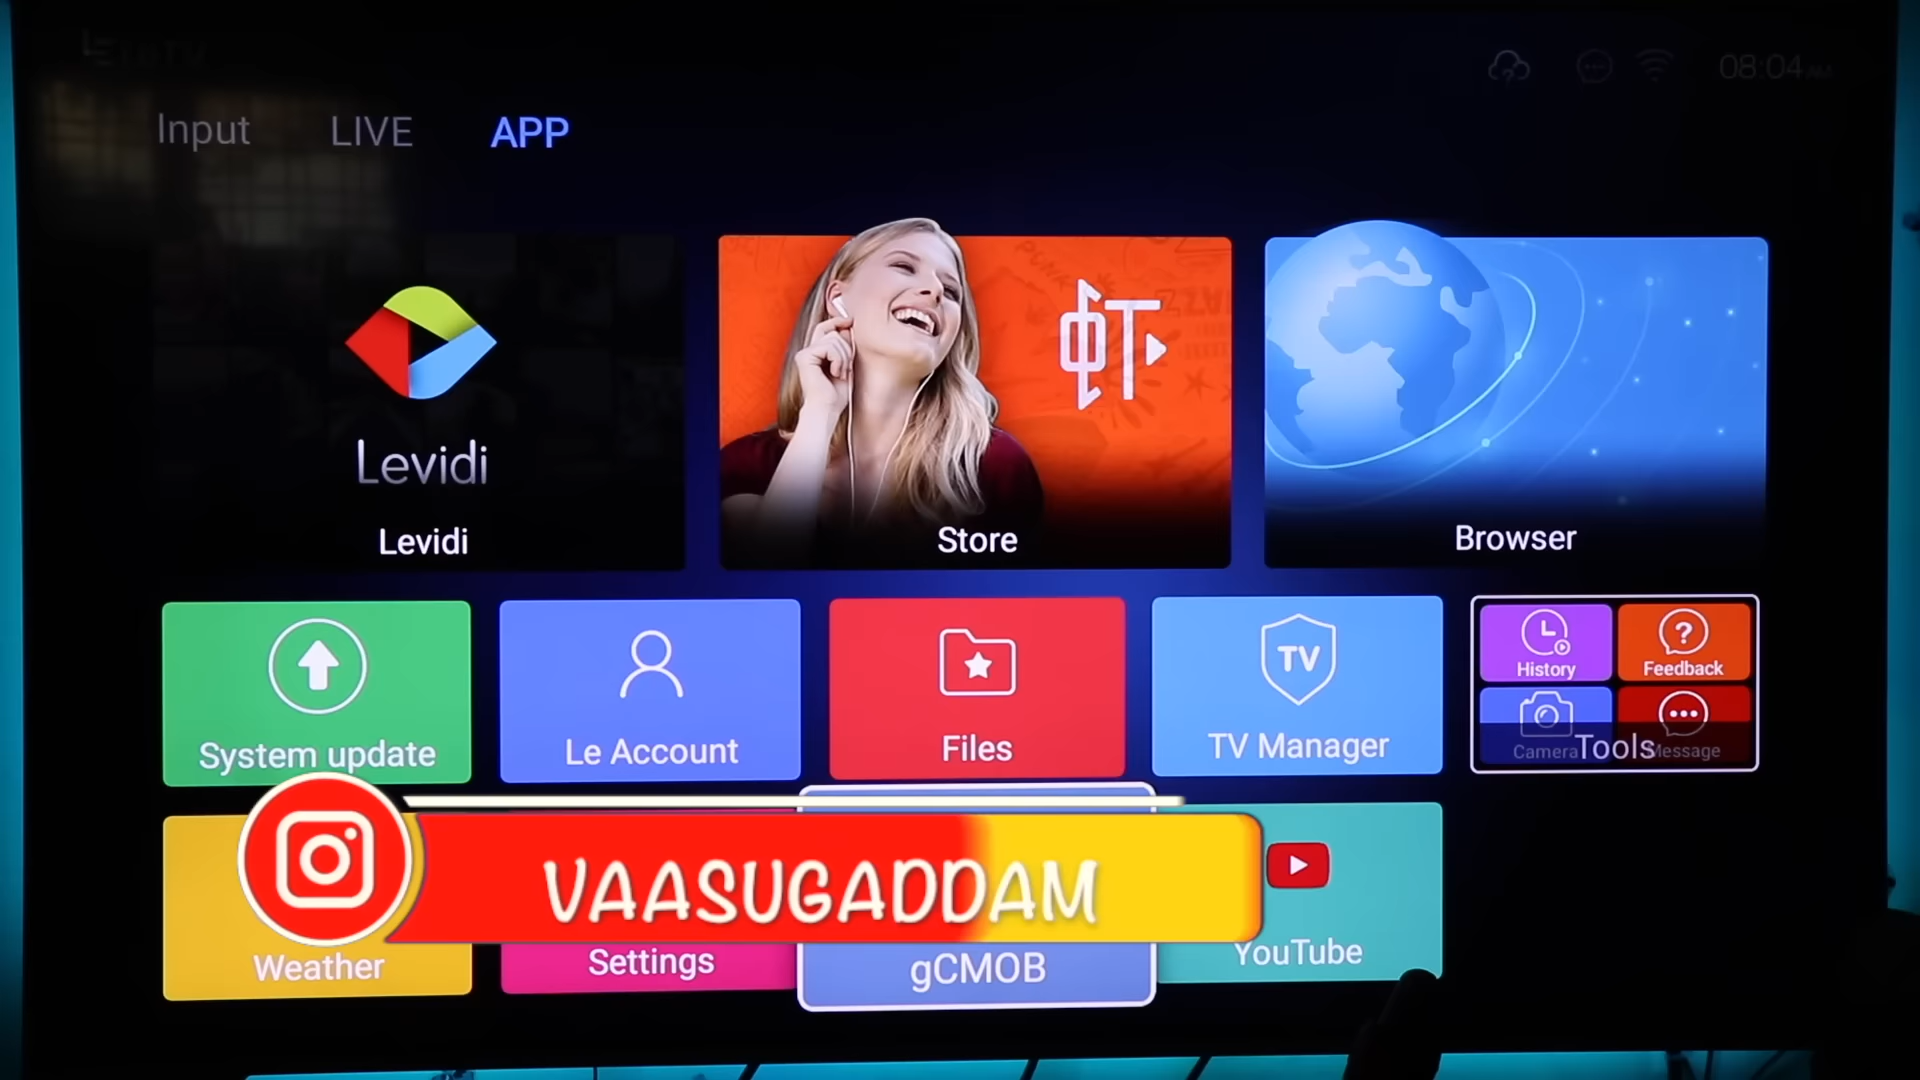 08:04 AM
Input LIVE APP
Levidi
Levidi
Store
Browser
TV
History
Feedback
System update
Le Account
Files
TV Manager
Camera
Tools
Message
VAASUGADDAM
Weather
Settings
gCMOB
YouTube